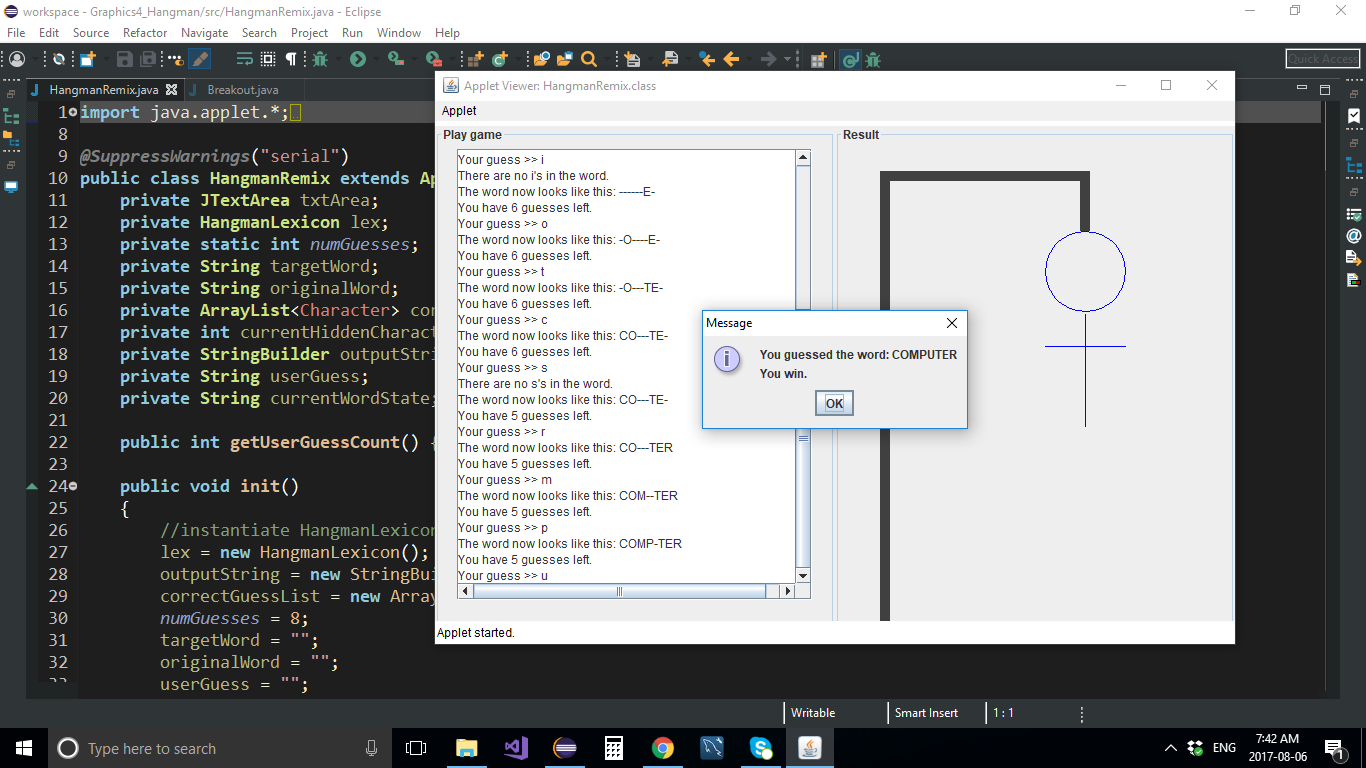 workspace - Graphics4_Hangman/src/HangmanRemix.java - Eclipse
File Edit Source Refactor Navigate Search Project Run Window Help
Quick Access
HangmanRemix.java Breakout.java
1 import java.applet.*;
8
9 @SuppressWarnings("serial")
10 public class HangmanRemix extends Ap
11 private JTextArea txtArea;
12 private HangmanLexicon lex;
13 private static int numGuesses;
14 private String targetWord;
15 private String originalWord;
16 private ArrayList<Character> cor
17 private int currentHiddenCharact
18 private StringBuilder outputStri
19 private String userGuess;
20 private String currentWordState;
21
22 public int getUserGuessCount() {
23
24 public void init()
25 {
26 //instantiate HangmanLexicon
27 lex = new HangmanLexicon();
28 outputString = new StringBui
29 correctGuessList = new Array
30 numGuesses = 8;
31 targetWord = "";
32 originalWord = "";
33 userGuess = "";
Applet Viewer: HangmanRemix.class
Applet
Play game
Your guess >> i
There are no i's in the word.
The word now looks like this: ------E-
You have 6 guesses left.
Your guess >> o
The word now looks like this: -O----E-
You have 6 guesses left.
Your guess >> t
The word now looks like this: -O---TE-
You have 6 guesses left.
Your guess >> c
The word now looks like this: CO---TE-
You have 6 guesses left.
Your guess >> s
There are no s's in the word.
The word now looks like this: CO---TE-
You have 5 guesses left.
Your guess >> r
The word now looks like this: CO---TER
You have 5 guesses left.
Your guess >> m
The word now looks like this: COM--TER
You have 5 guesses left.
Your guess >> p
The word now looks like this: COMP-TER
You have 5 guesses left.
Your guess >> u
Result
Message
You guessed the word: COMPUTER
You win.
OK
Applet started.
Writable Smart Insert 1 : 1
Type here to search
ENG
7:42 AM
2017-08-06
1